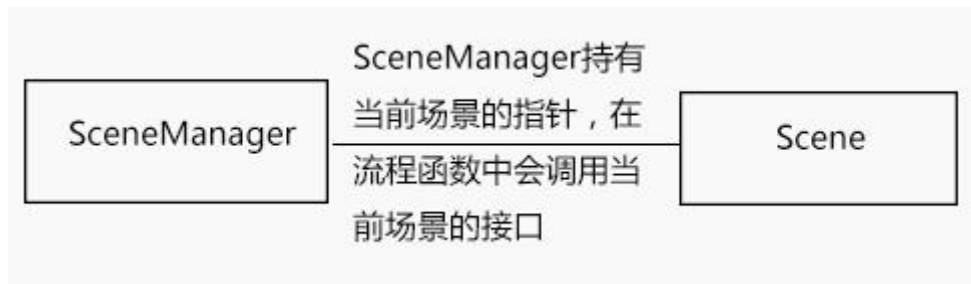 SceneManager
SceneManager持有
当前场景的指针，在
流程函数中会调用当
前场景的接口
Scene